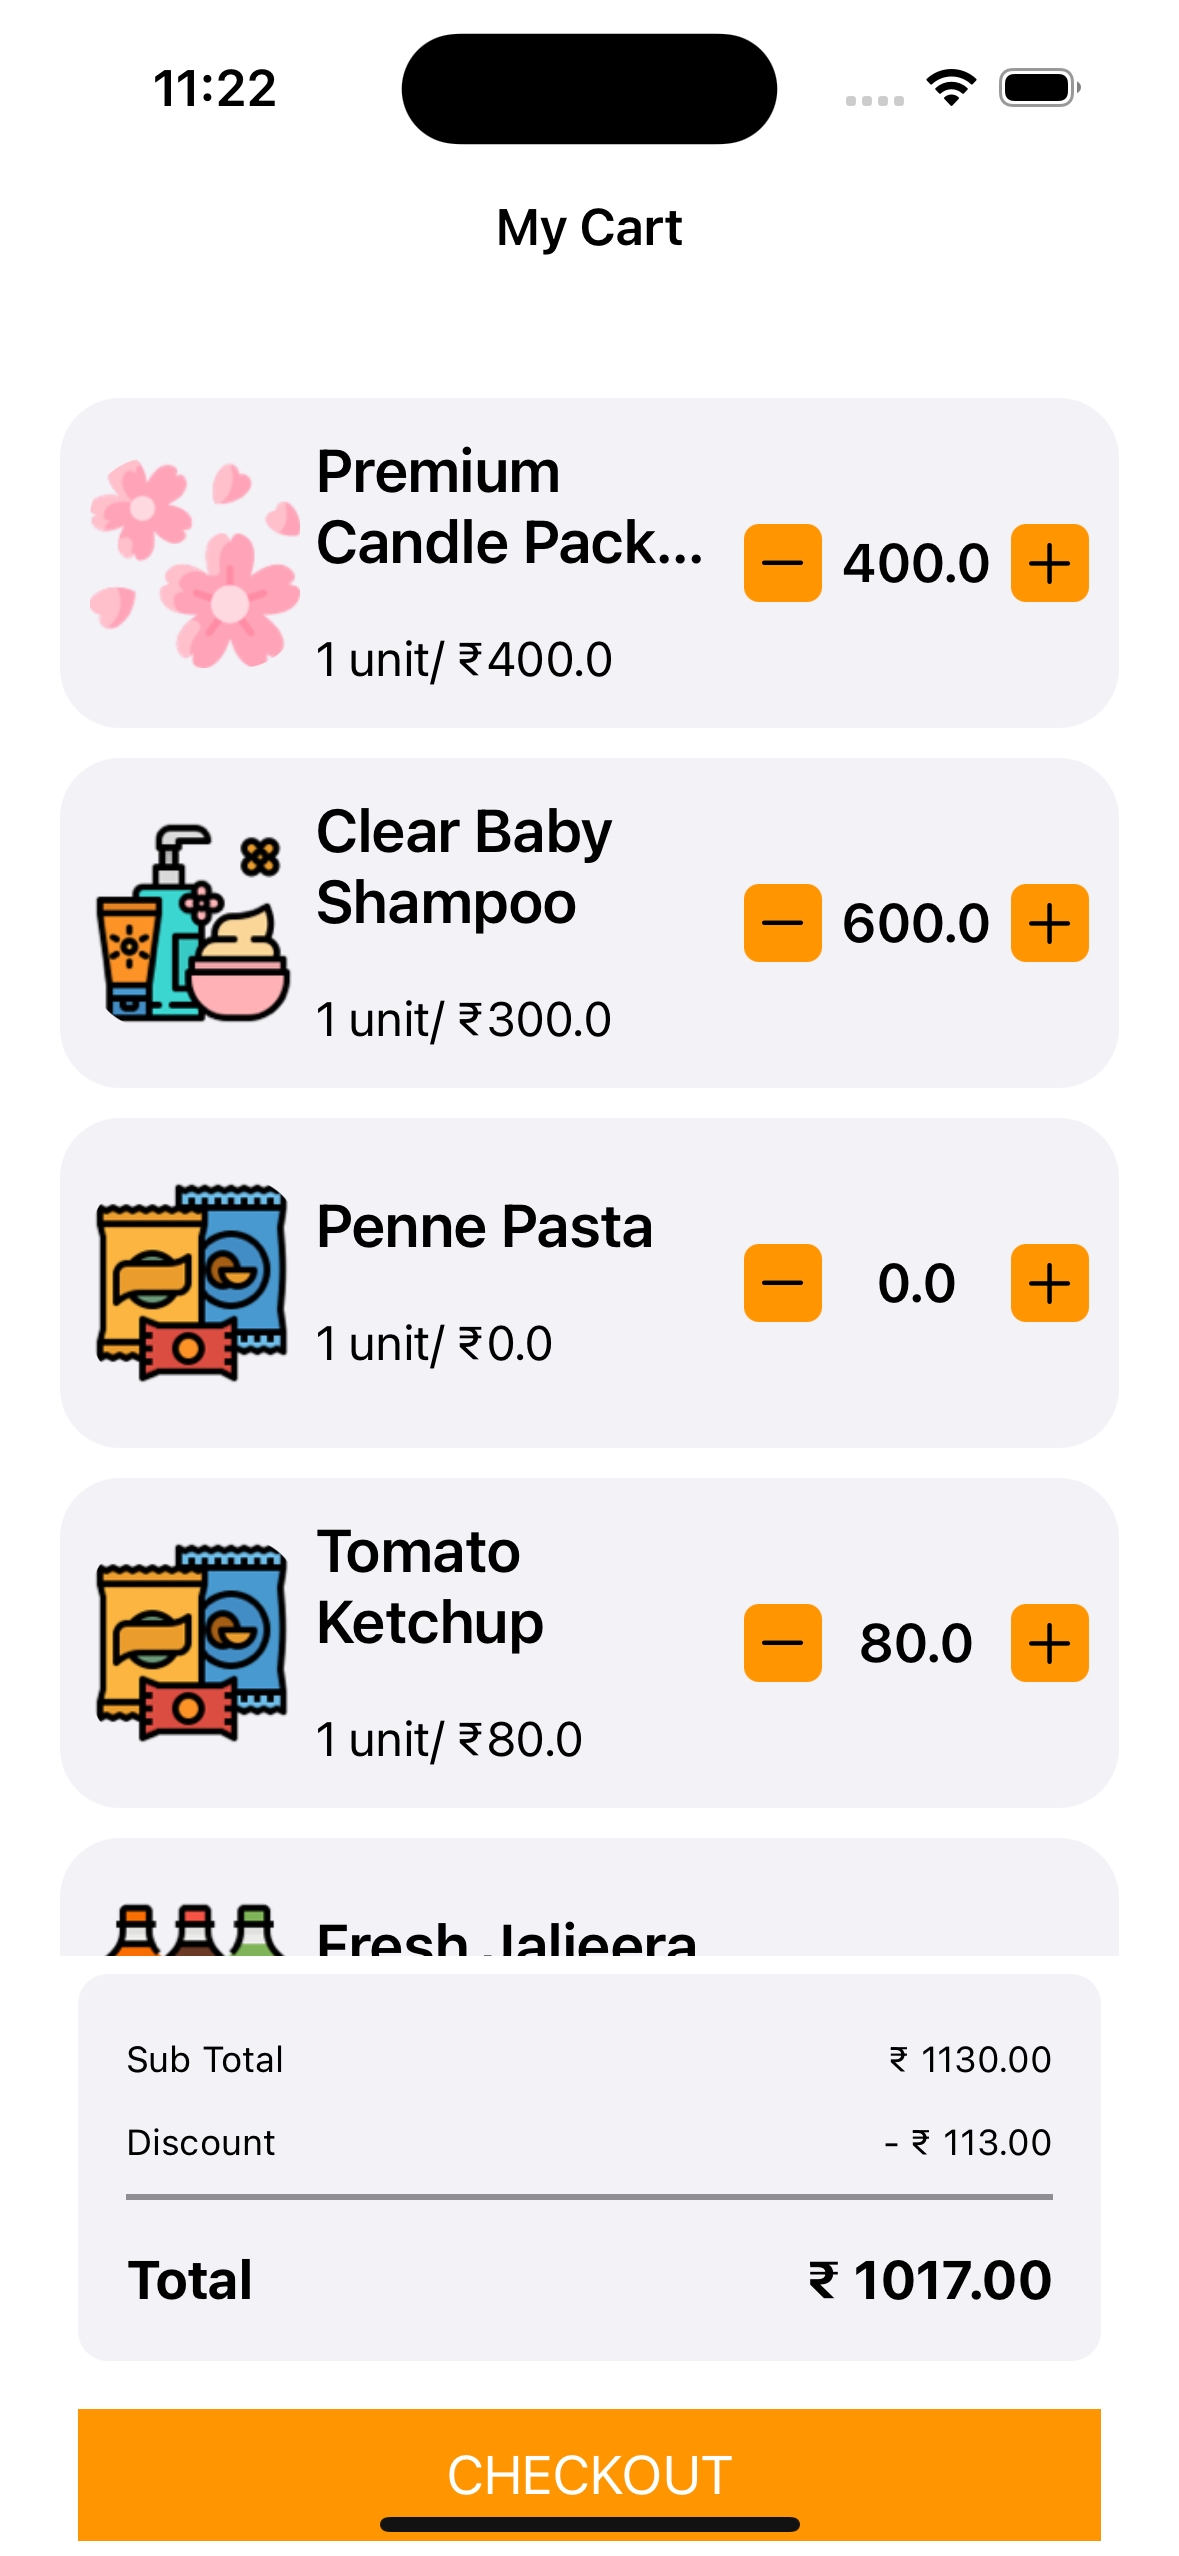 11:22
My Cart
Premium
Candle Pack...
400.0
1 unit/ ₹400.0
Clear Baby
Shampoo
600.0
1 unit/ ₹300.0
Penne Pasta
0.0
1 unit/ ₹0.0
Tomato
Ketchup
80.0
1 unit/ ₹80.0
Fresh Jaljeera
Sub Total ₹ 1130.00
Discount - ₹ 113.00
Total ₹ 1017.00
CHECKOUT